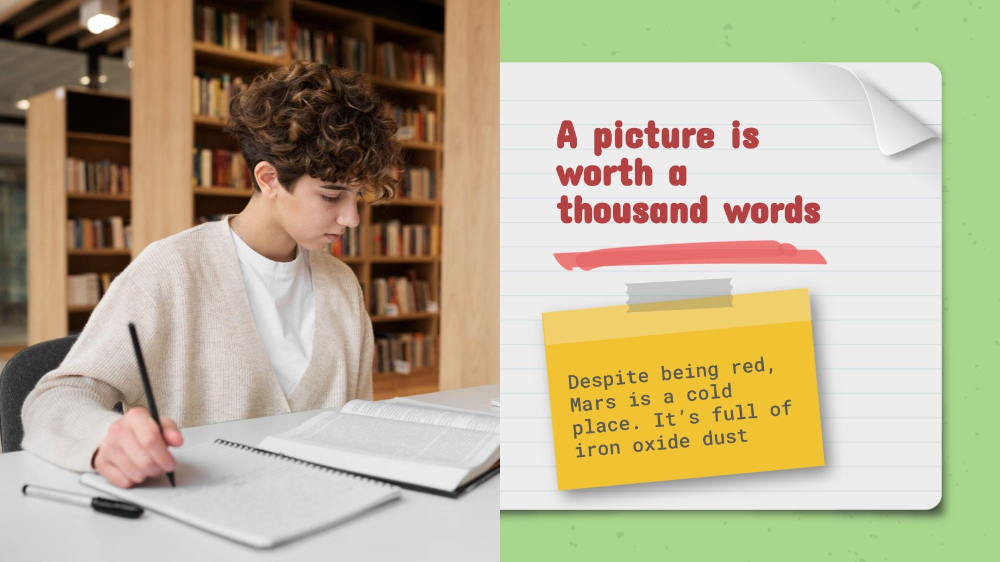 A picture is
worth a
thousand words
Despite being red,
Mars is a cold
place. It’s full of
iron oxide dust